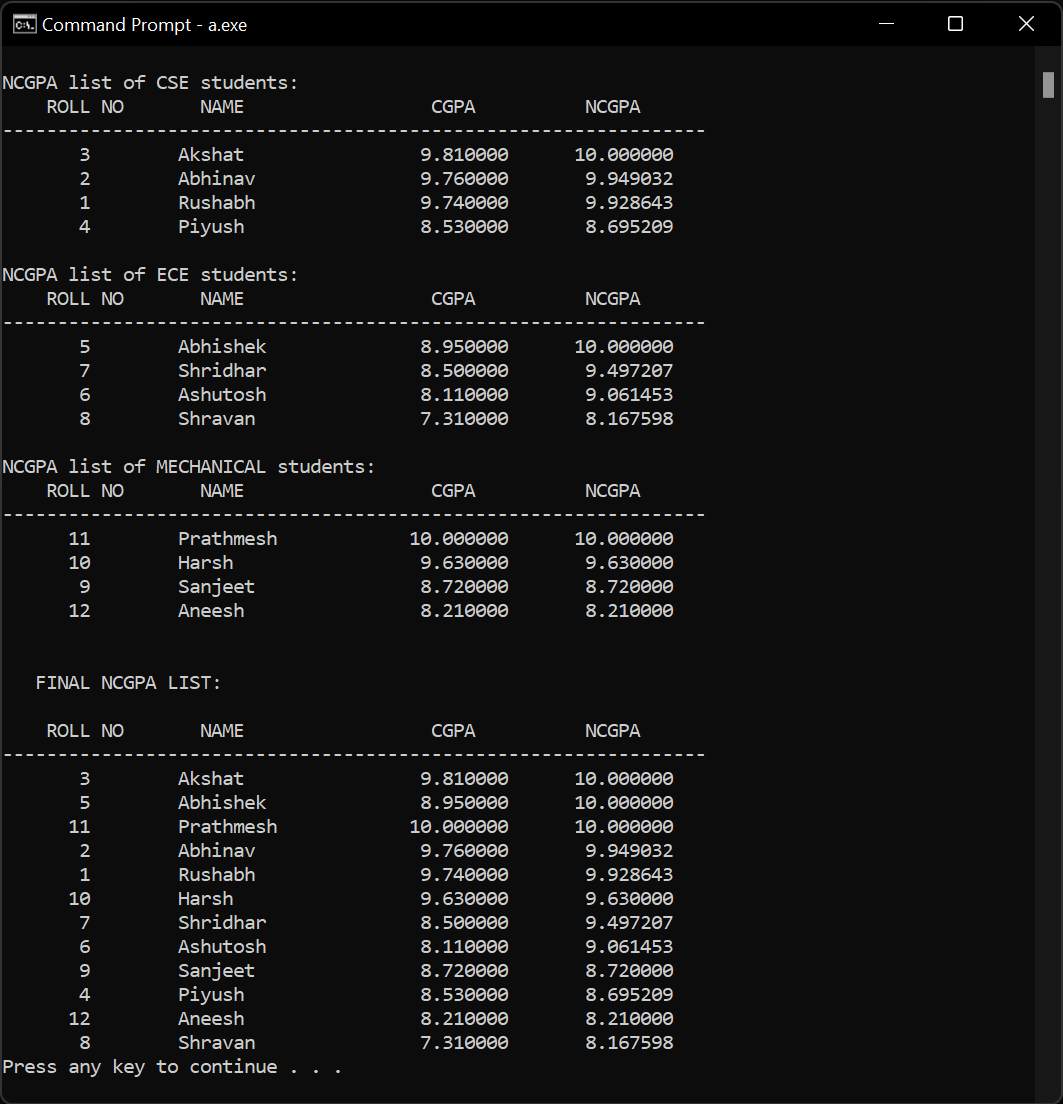 Command Prompt - a.exe
NCGPA list of CSE students:
ROLL NO NAME CGPA NCGPA
----------------------------------------------------------------
3 Akshat 9.810000 10.000000
2 Abhinav 9.760000 9.949032
1 Rushabh 9.740000 9.928643
4 Piyush 8.530000 8.695209
NCGPA list of ECE students:
ROLL NO NAME CGPA NCGPA
----------------------------------------------------------------
5 Abhishek 8.950000 10.000000
7 Shridhar 8.500000 9.497207
6 Ashutosh 8.110000 9.061453
8 Shravan 7.310000 8.167598
NCGPA list of MECHANICAL students:
ROLL NO NAME CGPA NCGPA
----------------------------------------------------------------
11 Prathmesh 10.000000 10.000000
10 Harsh 9.630000 9.630000
9 Sanjeet 8.720000 8.720000
12 Aneesh 8.210000 8.210000
FINAL NCGPA LIST:
ROLL NO NAME CGPA NCGPA
----------------------------------------------------------------
3 Akshat 9.810000 10.000000
5 Abhishek 8.950000 10.000000
11 Prathmesh 10.000000 10.000000
2 Abhinav 9.760000 9.949032
1 Rushabh 9.740000 9.928643
10 Harsh 9.630000 9.630000
7 Shridhar 8.500000 9.497207
6 Ashutosh 8.110000 9.061453
9 Sanjeet 8.720000 8.720000
4 Piyush 8.530000 8.695209
12 Aneesh 8.210000 8.210000
8 Shravan 7.310000 8.167598
Press any key to continue . . .